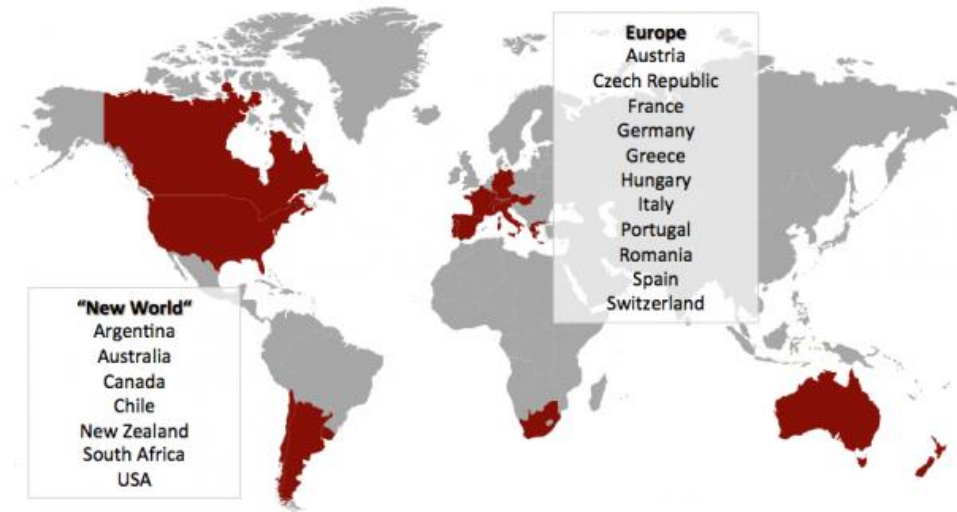 Europe
Austria
Czech Republic
France
Germany
Greece
Hungary
Italy
Portugal
Romania
Spain
Switzerland
“New World“
Argentina
Australia
Canada
Chile
New Zealand
South Africa
USA